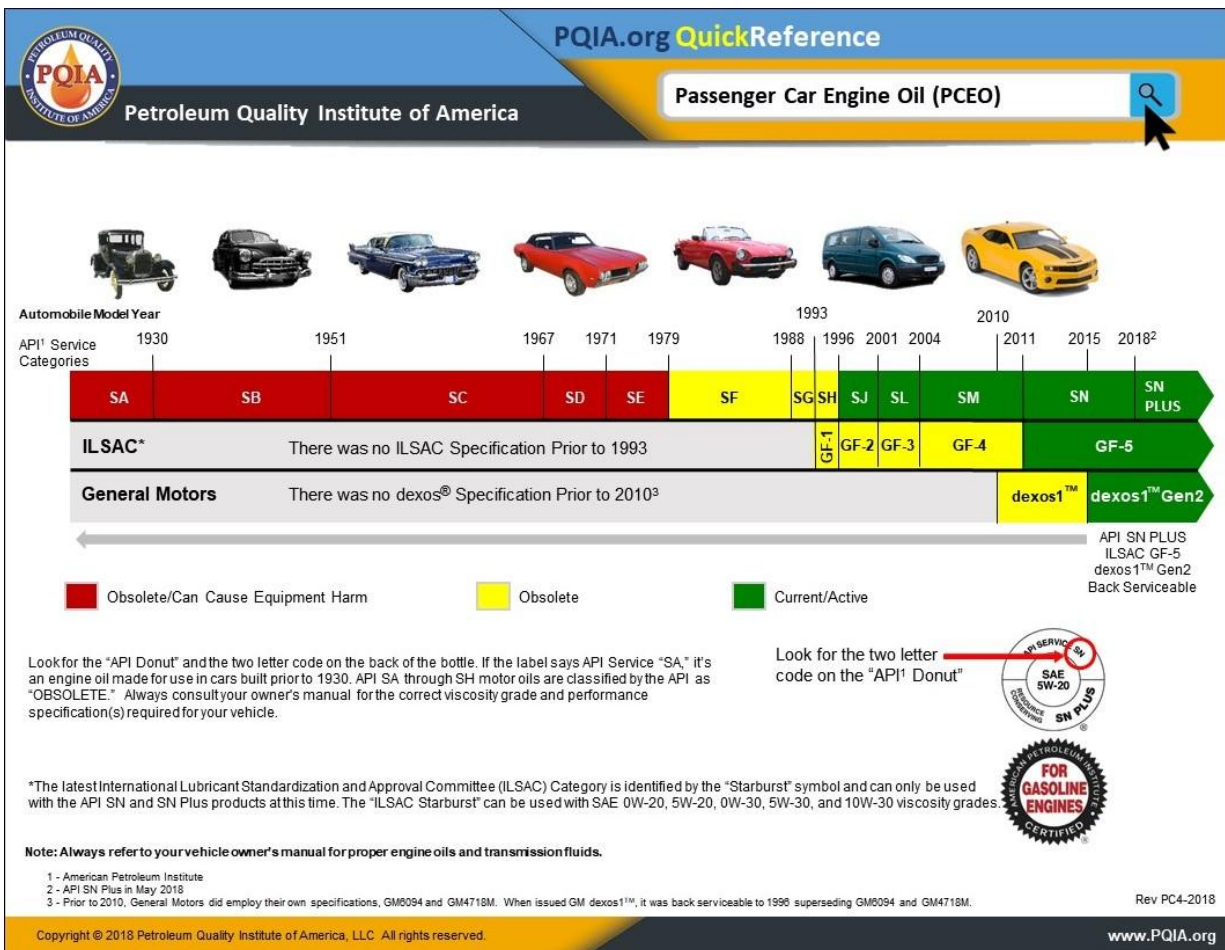 PQIA.org QuickReference
PETROLEUM QUALITY
PQIA
INSTITUTE OF AMERICA
Petroleum Quality Institute of America
Passenger Car Engine Oil (PCEO)
Automobile Model Year
1993
2010
API¹ Service
Categories
1930
1951
1967
1971
1979
1988
1996
2001
2004
2011
2015
2018²
SA
SB
SC
SD
SE
SF
SG
SH
SJ
SL
SM
SN
SN
PLUS
ILSAC*
There was no ILSAC Specification Prior to 1993
GF-1
GF-2
GF-3
GF-4
GF-5
General Motors
There was no dexos® Specification Prior to 2010³
dexos1™
dexos1™Gen2
API SN PLUS
ILSAC GF-5
dexos1™ Gen2
Back Serviceable
Obsolete/Can Cause Equipment Harm
Obsolete
Current/Active
Look for the “API Donut” and the two letter code on the back of the bottle. If the label says API Service “SA,” it's
an engine oil made for use in cars built prior to 1930. API SA through SH motor oils are classified by the API as
“OBSOLETE.” Always consult your owner's manual for the correct viscosity grade and performance
specification(s) required for your vehicle.
Look for the two letter
code on the “API¹ Donut”
API SERVICE SN
SAE
5W-20
RESOURCE
CONSERVING
SN PLUS
®
*The latest International Lubricant Standardization and Approval Committee (ILSAC) Category is identified by the “Starburst” symbol and can only be used
with the API SN and SN Plus products at this time. The “ILSAC Starburst” can be used with SAE 0W-20, 5W-20, 0W-30, 5W-30, and 10W-30 viscosity grades.
AMERICAN PETROLEUM INSTITUTE
FOR
GASOLINE
ENGINES
CERTIFIED
®
Note: Always refer to your vehicle owner's manual for proper engine oils and transmission fluids.
1 - American Petroleum Institute
2 - API SN Plus in May 2018
3 - Prior to 2010, General Motors did employ their own specifications, GM6094 and GM4718M. When issued GM dexos1™, it was back serviceable to 1996 superseding GM6094 and GM4718M.
Rev PC4-2018
Copyright © 2018 Petroleum Quality Institute of America, LLC All rights reserved.
www.PQIA.org